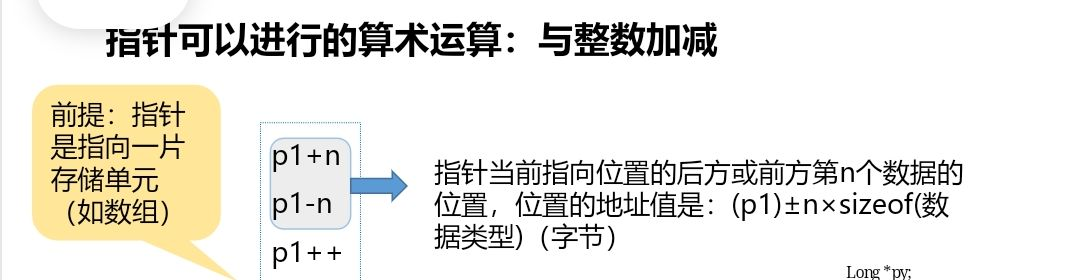 指针可以进行的算术运算：与整数加减
前提：指针
是指向一片
存储单元
（如数组）
p1+n
p1-n
p1++
指针当前指向位置的后方或前方第n个数据的
位置，位置的地址值是：(p1)±n×sizeof(数
据类型)（字节）
Long *py;